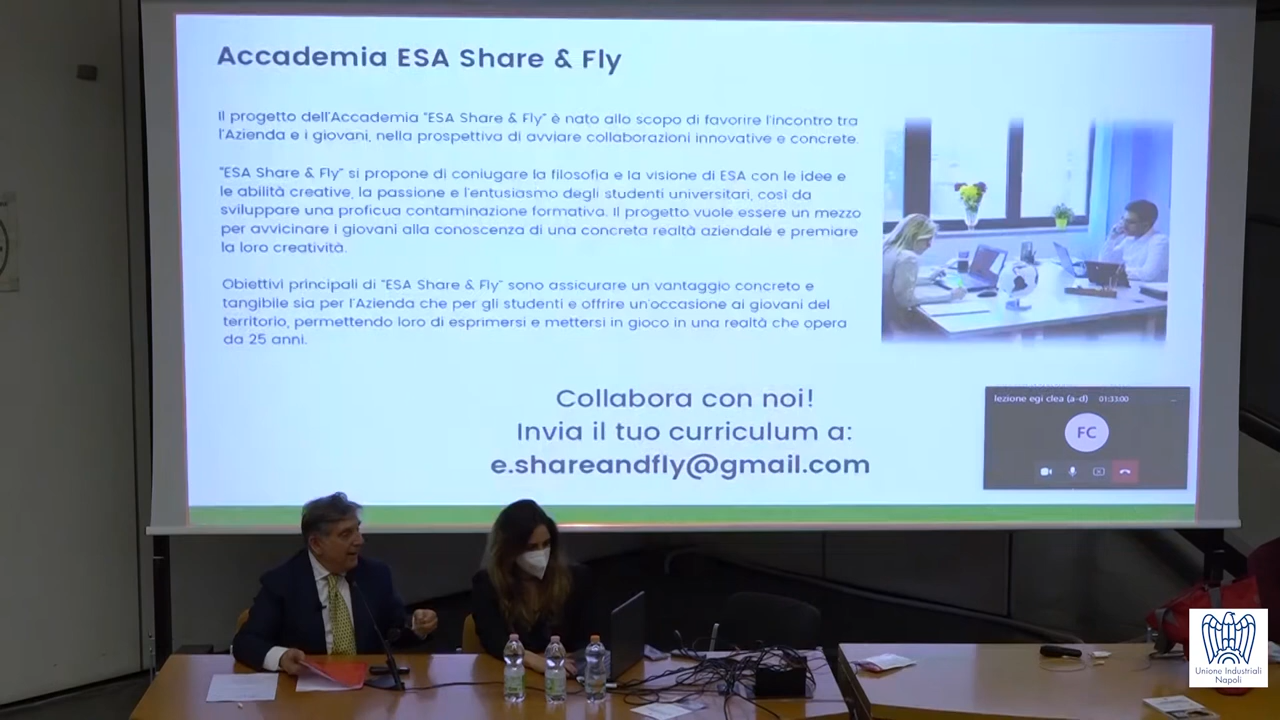 Accademia ESA Share & Fly
Il progetto dell'Accademia "ESA Share & Fly" è nato allo scopo di favorire l'incontro tra
l'Azienda e i giovani, nella prospettiva di avviare collaborazioni innovative e concrete.
"ESA Share & Fly" si propone di coniugare la filosofia e la visione di ESA con le idee e
le abilità creative, la passione e l'entusiasmo degli studenti universitari, così da
sviluppare una proficua contaminazione formativa. Il progetto vuole essere un mezzo
per avvicinare i giovani alla conoscenza di una concreta realtà aziendale e premiare
la loro creatività.
Obiettivi principali di "ESA Share & Fly" sono assicurare un vantaggio concreto e
tangibile sia per l'Azienda che per gli studenti e offrire un'occasione ai giovani del
territorio, permettendo loro di esprimersi e mettersi in gioco in una realtà che opera
da 25 anni.
Collabora con noi!
Invia il tuo curriculum a:
e.shareandfly@gmail.com
lezione egi clea (a-d) 01:33:00
FC
Unione Industriali
Napoli